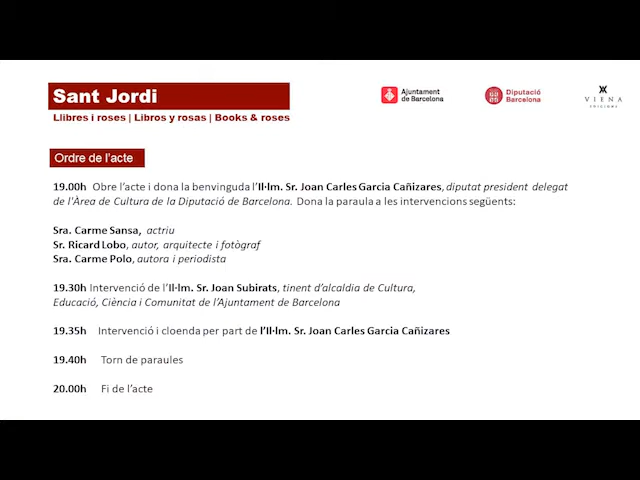 Sant Jordi
Llibres i roses | Libros y rosas | Books & roses
Ajuntament
de Barcelona
Diputació
Barcelona
VIENA
EDICIONS
Ordre de l'acte
19.00h Obre l'acte i dona la benvinguda l'Il·lm. Sr. Joan Carles Garcia Cañizares, diputat president delegat
de l'Àrea de Cultura de la Diputació de Barcelona. Dona la paraula a les intervencions següents:
Sra. Carme Sansa, actriu
Sr. Ricard Lobo, autor, arquitecte i fotògraf
Sra. Carme Polo, autora i periodista
19.30h Intervenció de l'Il·lm. Sr. Joan Subirats, tinent d'alcaldia de Cultura,
Educació, Ciència i Comunitat de l'Ajuntament de Barcelona
19.35h Intervenció i cloenda per part de l'Il·lm. Sr. Joan Carles Garcia Cañizares
19.40h Torn de paraules
20.00h Fi de l'acte